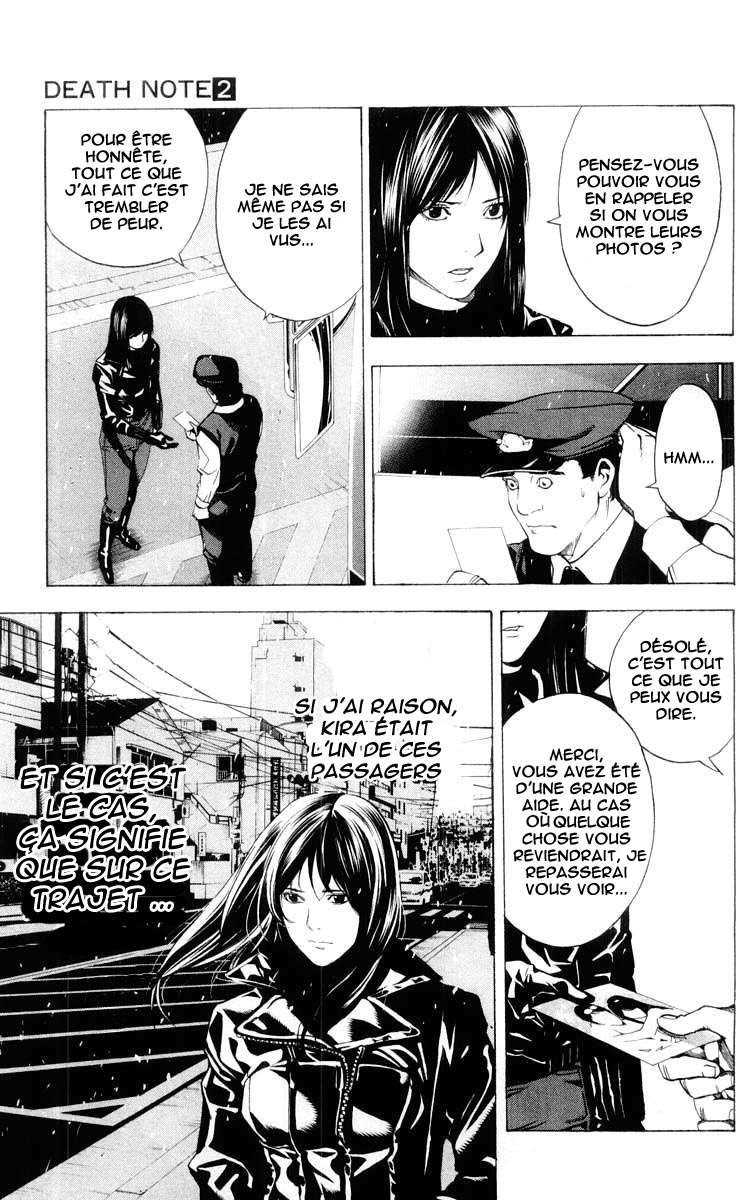 DEATH NOTE 2
PENSEZ-VOUS
POUVOIR VOUS
EN RAPPELER
SI ON VOUS
MONTRE LEURS
PHOTOS ?
JE NE SAIS
MÊME PAS SI
JE LES AI
VUS...
POUR ÊTRE
HONNÊTE,
TOUT CE QUE
J'AI FAIT C'EST
TREMBLER
DE PEUR.
HMM...
DÉSOLÉ,
C'EST TOUT
CE QUE JE
PEUX VOUS
DIRE.
MERCI,
VOUS AVEZ ÉTÉ
D'UNE GRANDE
AIDE. AU CAS
OÙ QUELQUE
CHOSE VOUS
REVIENDRAIT, JE
REPASSERAI
VOUS VOIR...
SI J'AI RAISON,
KIRA ÉTAIT
L'UN DE CES
PASSAGERS
ET SI C'EST
LE CAS,
ÇA SIGNIFIE
QUE SUR CE
TRAJET ...